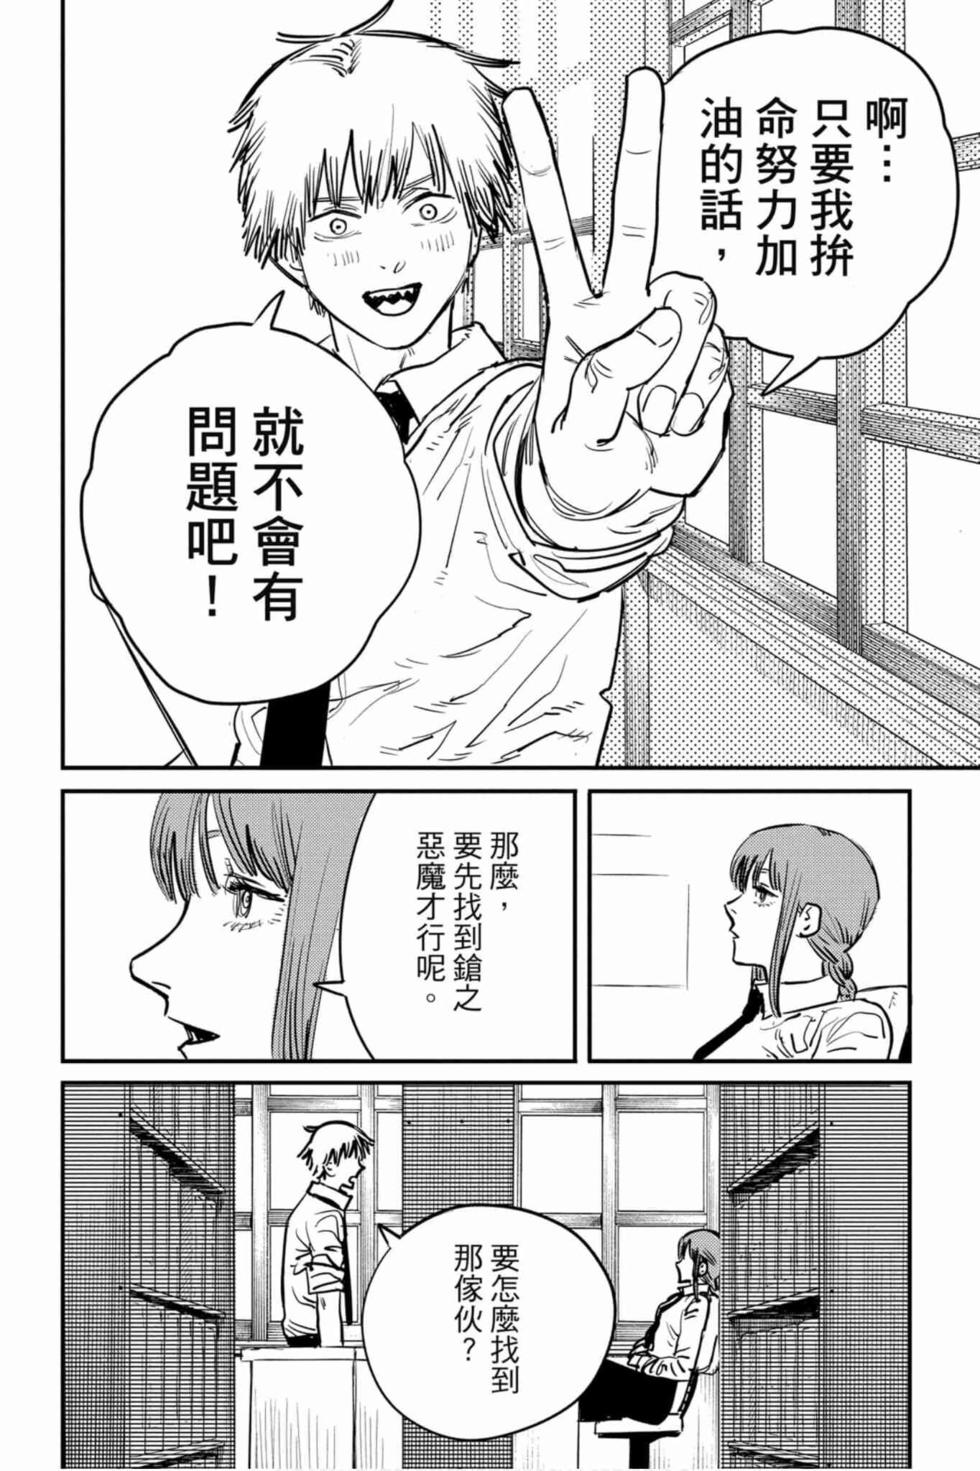 啊⋯
只要我拚
命努力加
油的話，
就不會有
問題吧！
那麼，
要先找到鎗之
惡魔才行呢。
要怎麼找到
那傢伙？